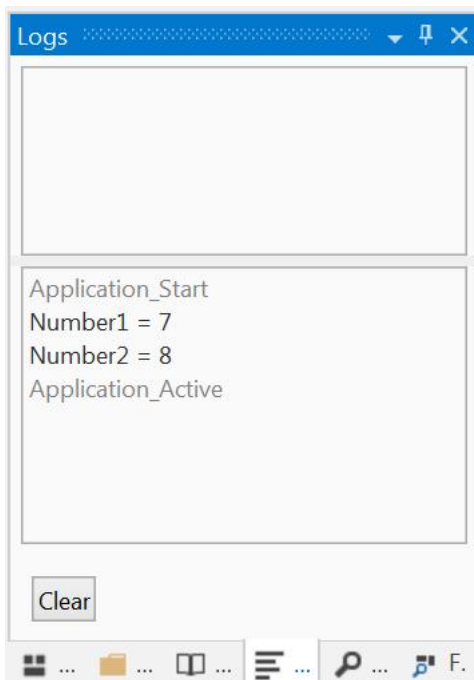 Logs
Application_Start
Number1 = 7
Number2 = 8
Application_Active
Clear
... ... ... ... ... F.